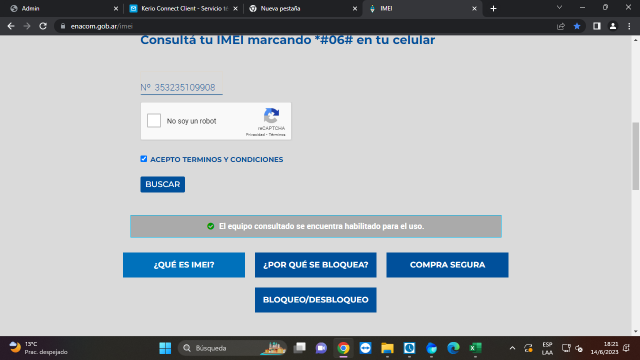 Admin
Kerio Connect Client - Servicio té
Nueva pestaña
IMEI
enacom.gob.ar/imei
Consultá tu IMEI marcando *#06# en tu celular
Nº 353235109908
No soy un robot
reCAPTCHA
Privacidad - Términos
ACEPTO TERMINOS Y CONDICIONES
BUSCAR
El equipo consultado se encuentra habilitado para el uso.
¿QUÉ ES IMEI?
¿POR QUÉ SE BLOQUEA?
COMPRA SEGURA
BLOQUEO/DESBLOQUEO
13°C
Prac. despejado
Búsqueda
ESP
LAA
18:21
14/6/2023